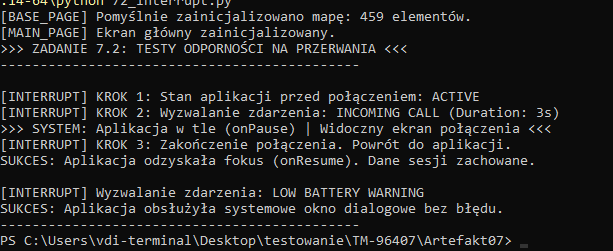 .14-64\python 72_interrupt.py
[BASE_PAGE] Pomyślnie zainicjalizowano mapę: 459 elementów.
[MAIN_PAGE] Ekran główny zainicjalizowany.
>>> ZADANIE 7.2: TESTY ODPORNOŚCI NA PRZERWANIA <<<
---------------------------------------------
[INTERRUPT] KROK 1: Stan aplikacji przed połączeniem: ACTIVE
[INTERRUPT] KROK 2: Wyzwalanie zdarzenia: INCOMING CALL (Duration: 3s)
>>> SYSTEM: Aplikacja w tle (onPause) | Widoczny ekran połączenia <<<
[INTERRUPT] KROK 3: Zakończenie połączenia. Powrót do aplikacji.
SUKCES: Aplikacja odzyskała fokus (onResume). Dane sesji zachowane.
[INTERRUPT] Wyzwalanie zdarzenia: LOW BATTERY WARNING
SUKCES: Aplikacja obsłużyła systemowe okno dialogowe bez błędu.
---------------------------------------------
PS C:\Users\vdi-terminal\Desktop\testowanie\TM-96407\Artefakt07>